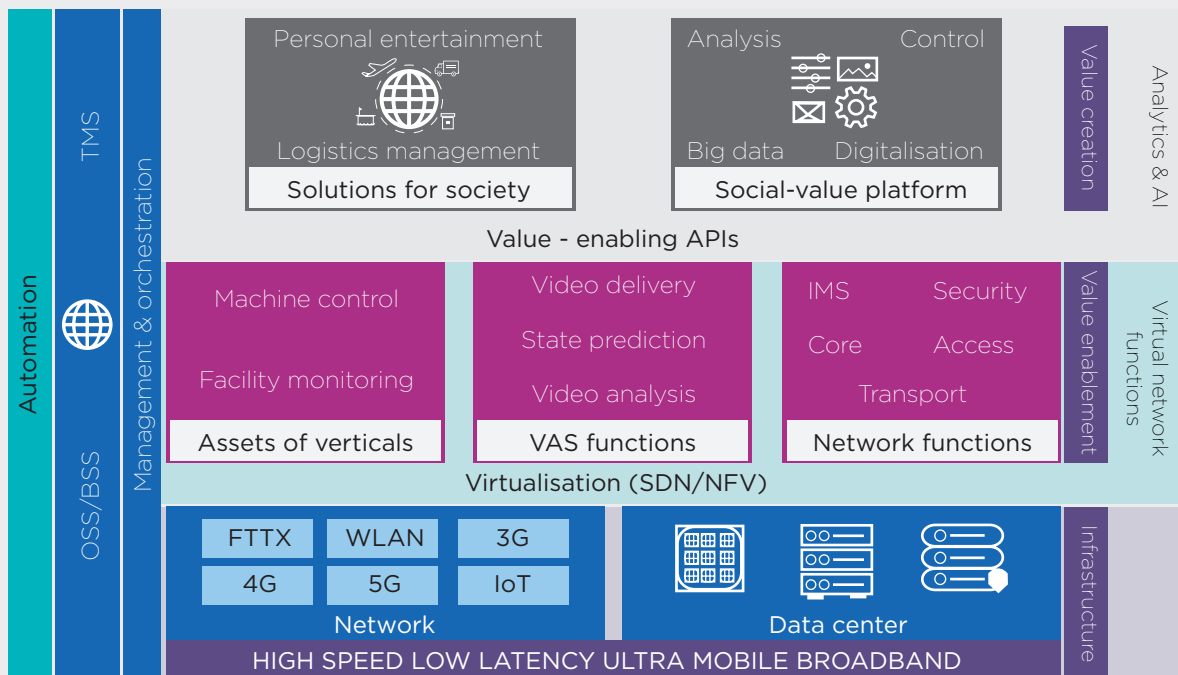 Automation
TMS
OSS/BSS
Management & orchestration
Personal entertainment
Logistics management
Solutions for society
Analysis
Control
Big data
Digitalisation
Social-value platform
Value creation
Analytics & AI
Value - enabling APIs
Machine control
Facility monitoring
Assets of verticals
Video delivery
State prediction
Video analysis
VAS functions
IMS
Security
Core
Access
Transport
Network functions
Value enablement
Virtual network
functions
Virtualisation (SDN/NFV)
FTTX
WLAN
3G
4G
5G
IoT
Network
Data center
Infrastructure
HIGH SPEED LOW LATENCY ULTRA MOBILE BROADBAND